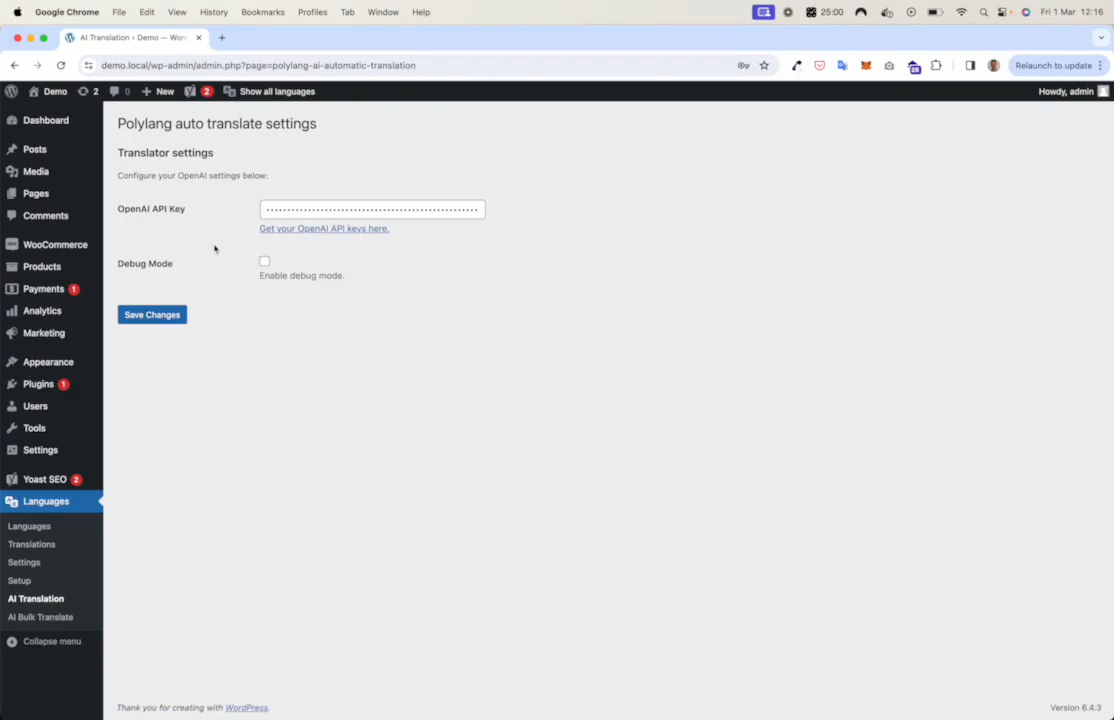 Google Chrome File Edit View History Bookmarks Profiles Tab Window Help 25:00 Fri 1 Mar 12:16
AI Translation ‹ Demo — Wor
demo.local/wp-admin/admin.php?page=polylang-ai-automatic-translation Relaunch to update
Demo 2 0 New 2 Show all languages Howdy, admin
Dashboard
Posts
Media
Pages
Comments
WooCommerce
Products
Payments 1
Analytics
Marketing
Appearance
Plugins 1
Users
Tools
Settings
Yoast SEO 2
Languages
Languages
Translations
Settings
Setup
AI Translation
AI Bulk Translate
Collapse menu
Polylang auto translate settings
Translator settings
Configure your OpenAI settings below:
OpenAI API Key
Get your OpenAI API keys here.
Debug Mode
Enable debug mode.
Save Changes
Thank you for creating with WordPress. Version 6.4.3